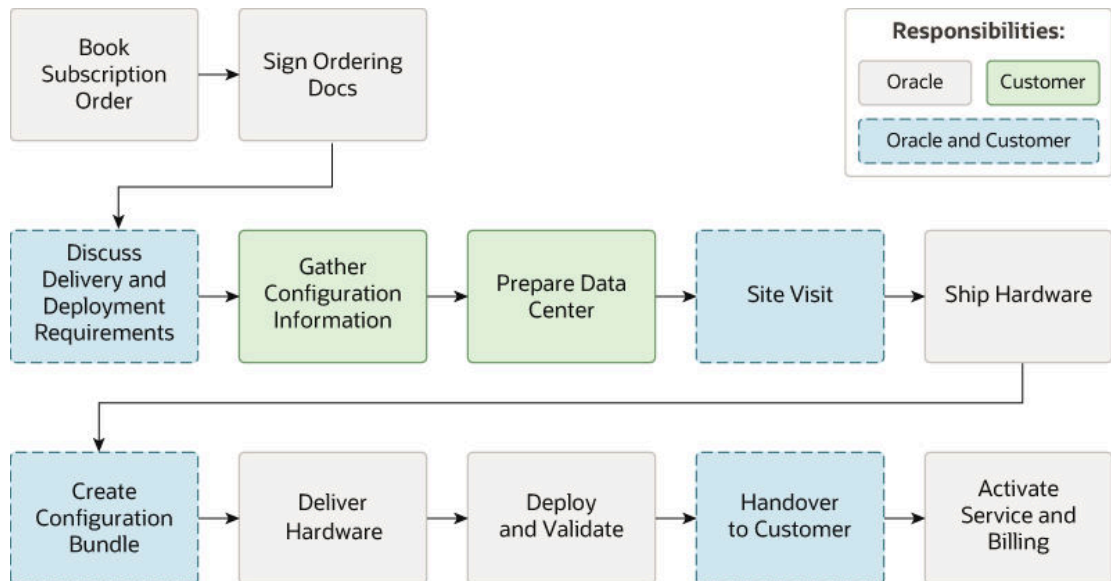 Book
Subscription
Order
Sign Ordering
Docs
Responsibilities:
Oracle
Customer
Oracle and Customer
Discuss
Delivery and
Deployment
Requirements
Gather
Configuration
Information
Prepare Data
Center
Site Visit
Ship Hardware
Create
Configuration
Bundle
Deliver
Hardware
Deploy
and Validate
Handover
to Customer
Activate
Service and
Billing